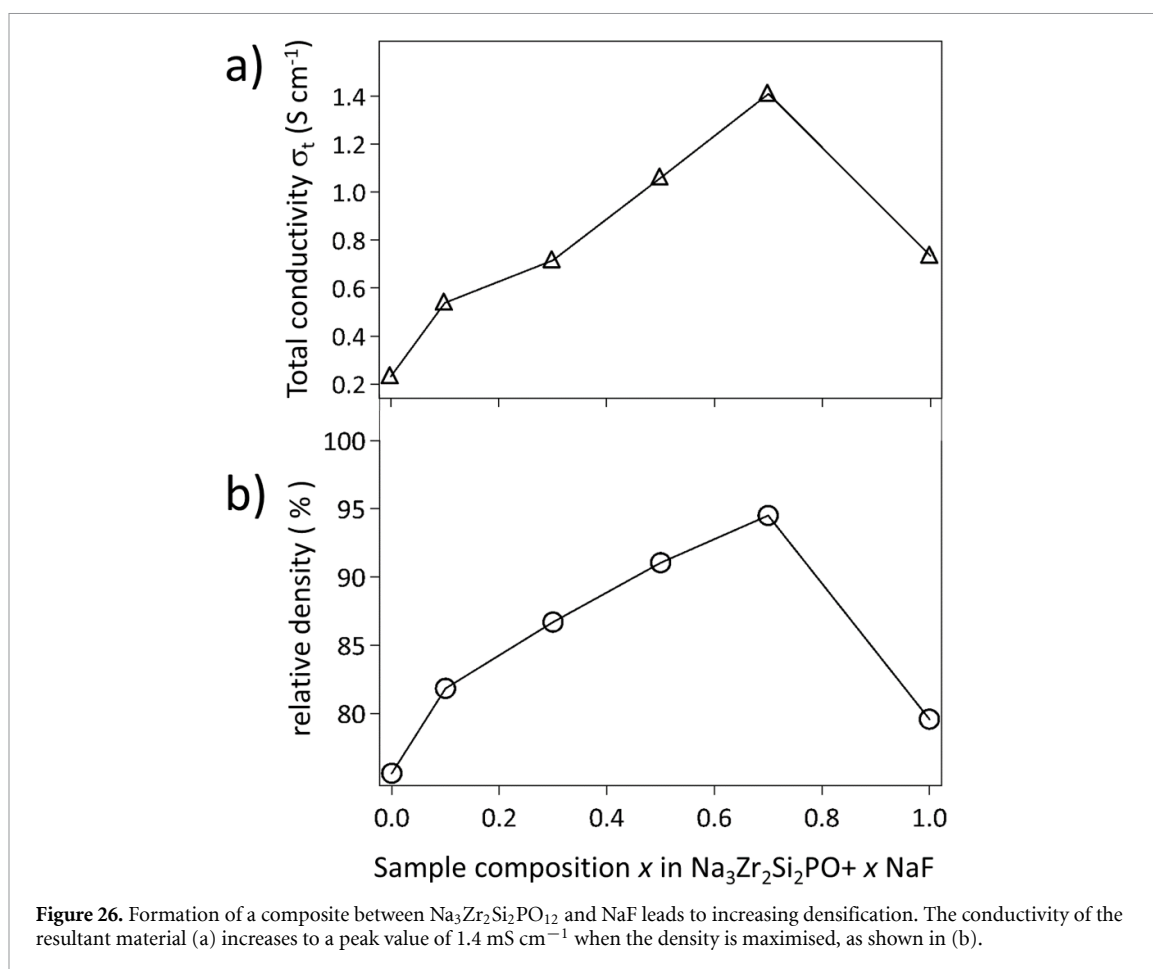 a)
Total conductivity σt (S cm-1)
1.4
1.2
1.0
0.8
0.6
0.4
0.2
b)
relative density ( % )
100
95
90
85
80
0.0 0.2 0.4 0.6 0.8 1.0
Sample composition x in Na3Zr2Si2PO+ x NaF
Figure 26. Formation of a composite between Na3Zr2Si2PO12 and NaF leads to increasing densification. The conductivity of the
resultant material (a) increases to a peak value of 1.4 mS cm−1 when the density is maximised, as shown in (b).